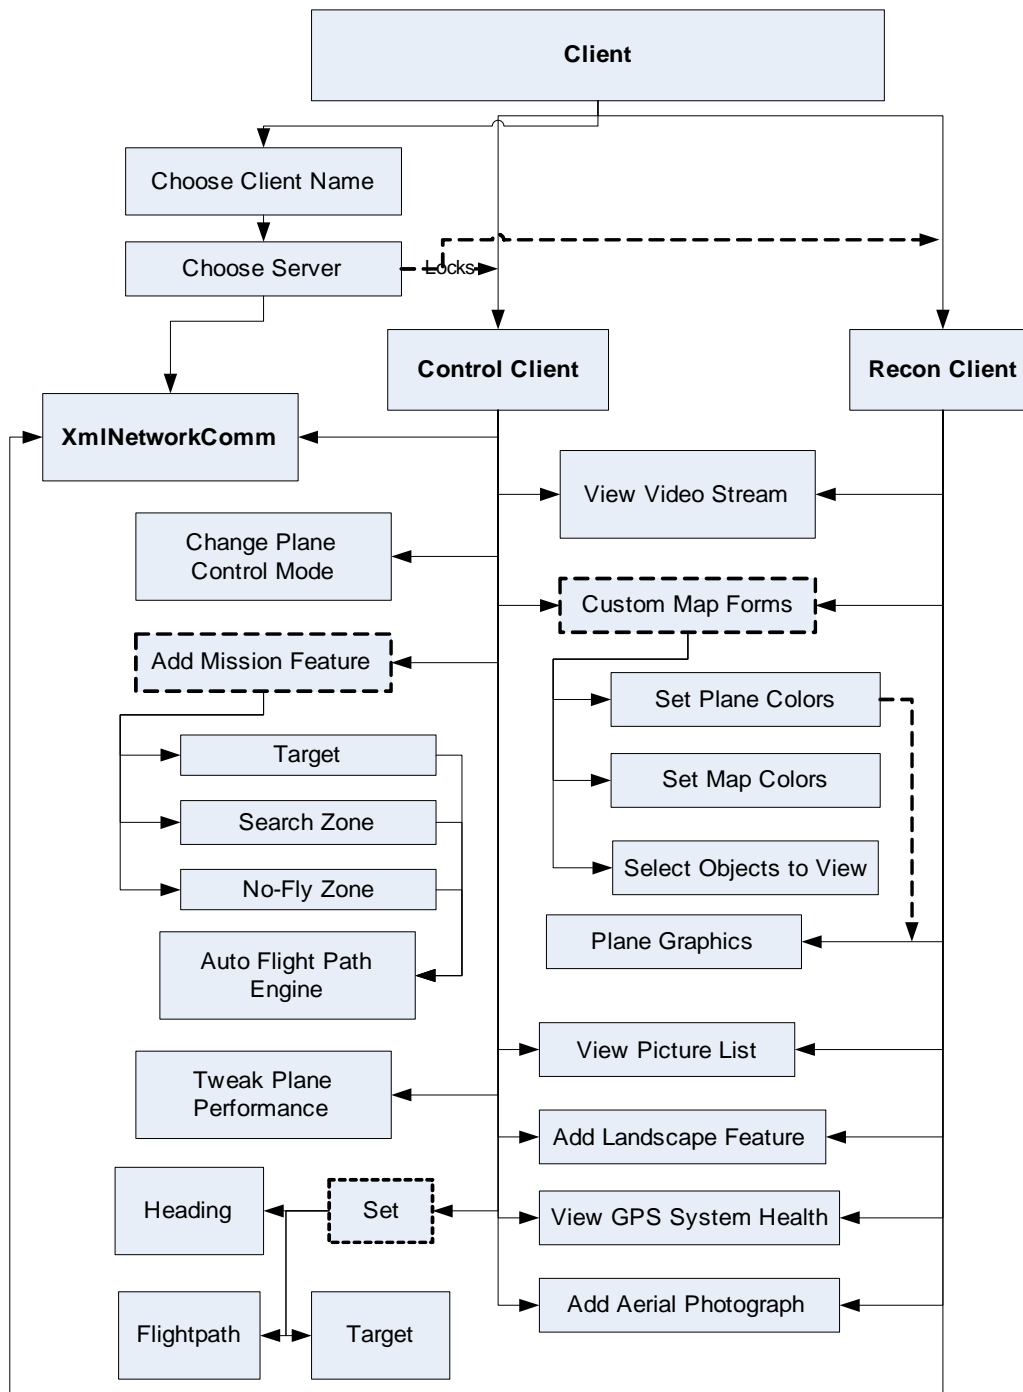 Client
Choose Client Name
Choose Server
Locks
Control Client
Recon Client
XmlNetworkComm
View Video Stream
Change Plane
Control Mode
Custom Map Forms
Add Mission Feature
Set Plane Colors
Target
Set Map Colors
Search Zone
Select Objects to View
No-Fly Zone
Plane Graphics
Auto Flight Path
Engine
View Picture List
Tweak Plane
Performance
Add Landscape Feature
Heading
Set
View GPS System Health
Add Aerial Photograph
Flightpath
Target